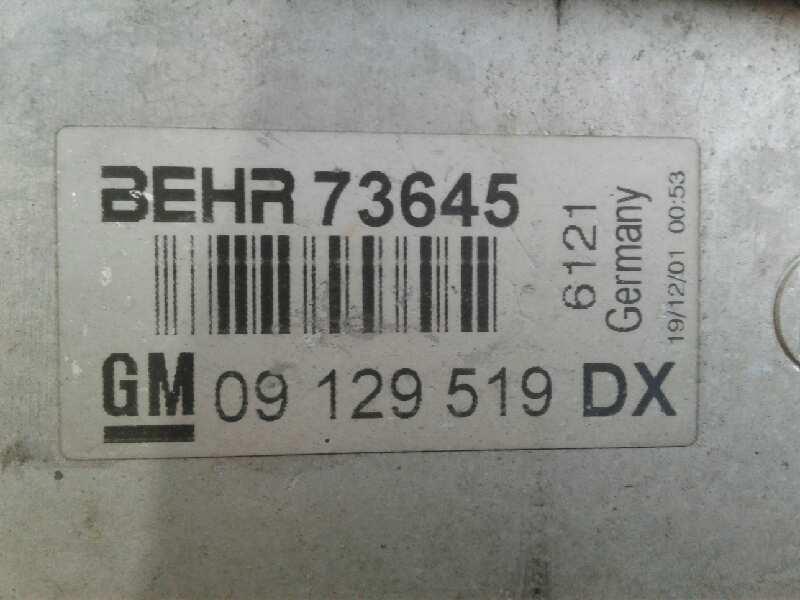 BEHR 73645
GM 09 129 519 DX
6121
Germany
19/12/01 00:53